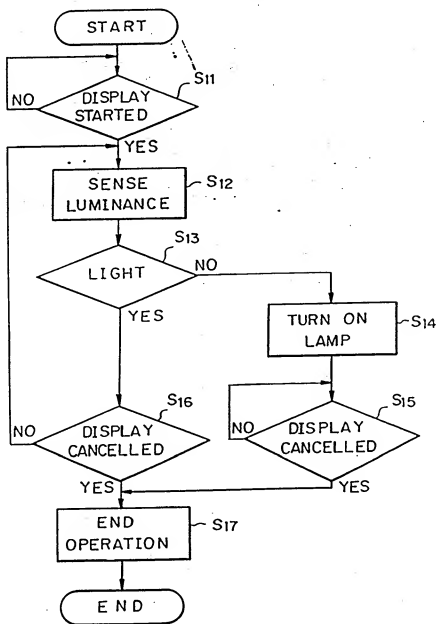 START
S11
NO
DISPLAY
STARTED
YES
SENSE
LUMINANCE
S12
S13
LIGHT
NO
YES
TURN ON
LAMP
S14
S16
NO
DISPLAY
CANCELLED
YES
S15
NO
DISPLAY
CANCELLED
YES
END
OPERATION
S17
END